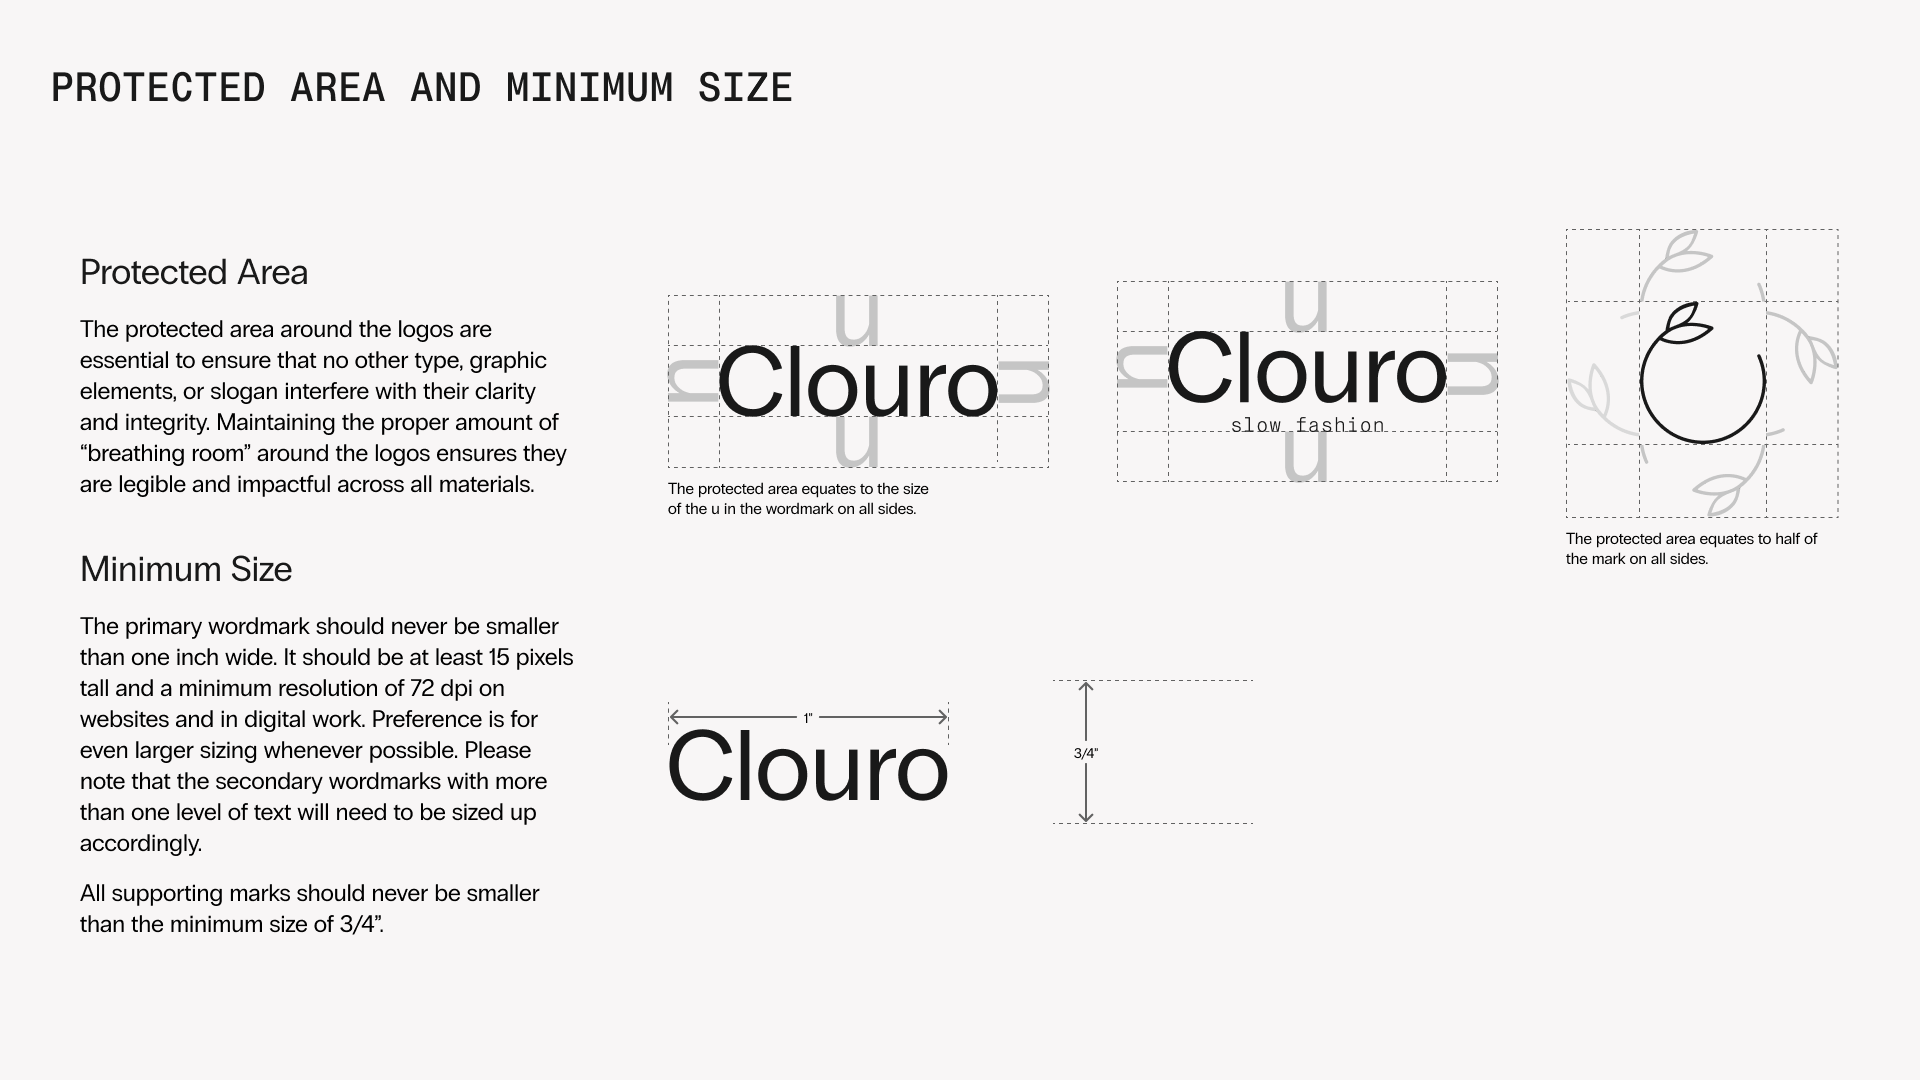 PROTECTED AREA AND MINIMUM SIZE
Protected Area
The protected area around the logos are
essential to ensure that no other type, graphic
elements, or slogan interfere with their clarity
and integrity. Maintaining the proper amount of
“breathing room” around the logos ensures they
are legible and impactful across all materials.
Minimum Size
The primary wordmark should never be smaller
than one inch wide. It should be at least 15 pixels
tall and a minimum resolution of 72 dpi on
websites and in digital work. Preference is for
even larger sizing whenever possible. Please
note that the secondary wordmarks with more
than one level of text will need to be sized up
accordingly.
All supporting marks should never be smaller
than the minimum size of 3/4”.
u
u Clouro u
u
The protected area equates to the size
of the u in the wordmark on all sides.
u
u Clouro u
slow fashion
u
The protected area equates to half of
the mark on all sides.
1"
Clouro
3/4"